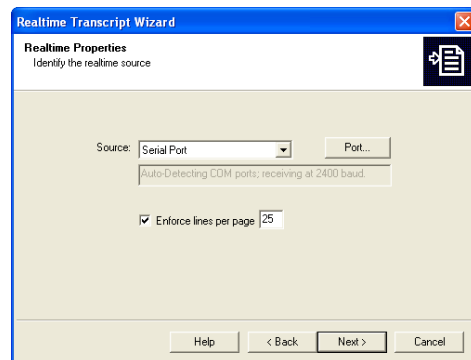 Realtime Transcript Wizard
Realtime Properties
Identify the realtime source
Source: Serial Port Port...
Auto-Detecting COM ports; receiving at 2400 baud.
Enforce lines per page 25
Help < Back Next > Cancel